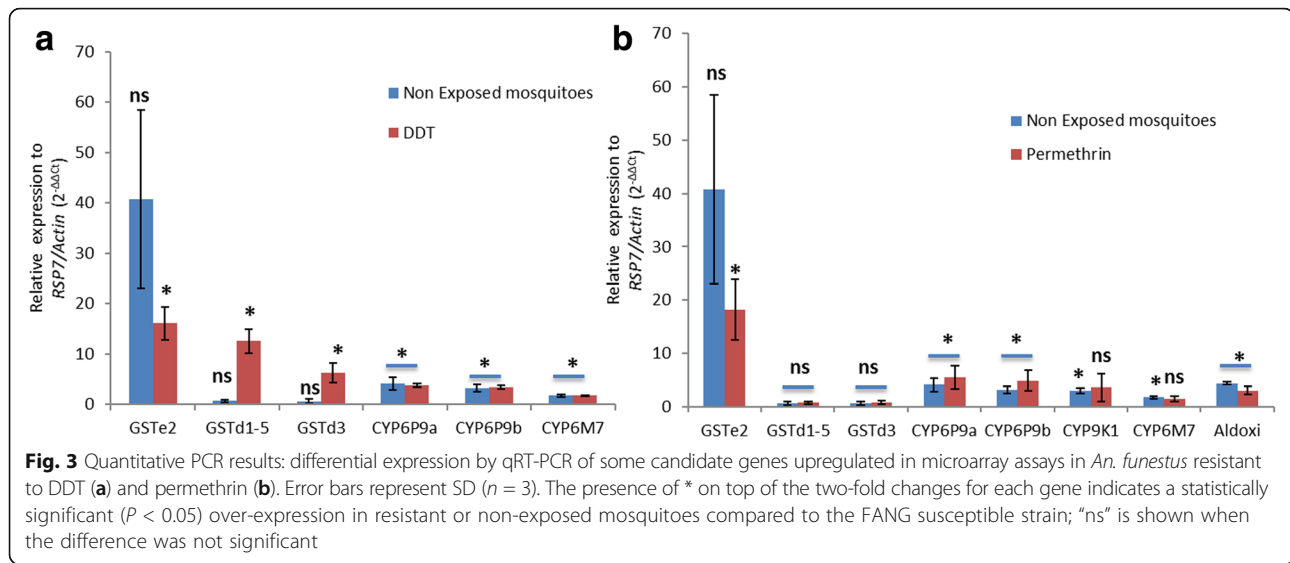 a
70
60
50
40
30
20
10
0
Relative expression to
RSP7/Actin (2-ΔΔCt)
Non Exposed mosquitoes
DDT
ns
*
ns
*
ns
*
*
*
*
GSTe2 GSTd1-5 GSTd3 CYP6P9a CYP6P9b CYP6M7
b
70
60
50
40
30
20
10
0
Relative expression to
RSP7/Actin (2-ΔΔCt)
Non Exposed mosquitoes
Permethrin
ns
*
ns
ns
*
*
*
ns
*
ns
*
GSTe2 GSTd1-5 GSTd3 CYP6P9a CYP6P9b CYP9K1 CYP6M7 Aldoxi
Fig. 3 Quantitative PCR results: differential expression by qRT-PCR of some candidate genes upregulated in microarray assays in An. funestus resistant
to DDT (a) and permethrin (b). Error bars represent SD (n = 3). The presence of * on top of the two-fold changes for each gene indicates a statistically
significant (P < 0.05) over-expression in resistant or non-exposed mosquitoes compared to the FANG susceptible strain; “ns” is shown when
the difference was not significant